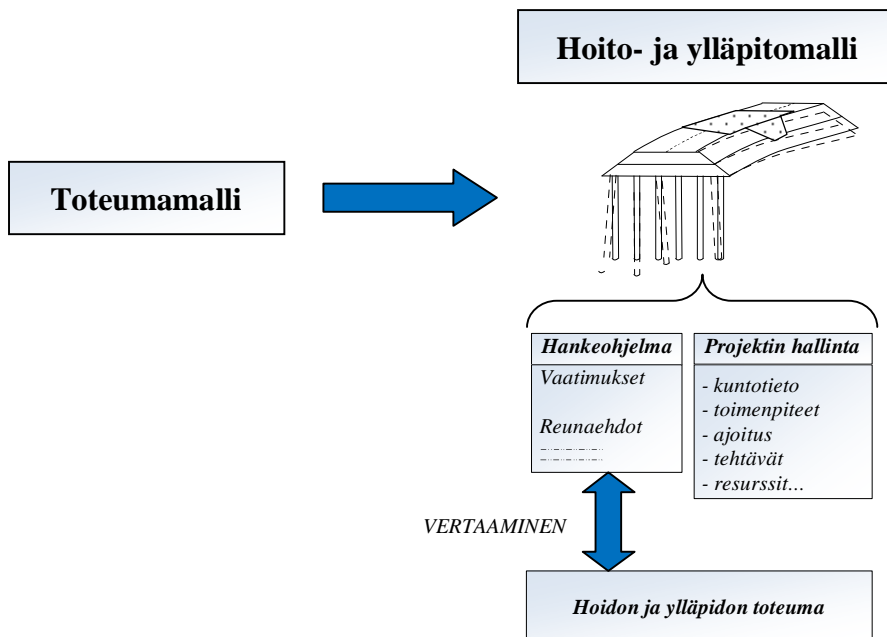 Hoito- ja ylläpitomalli
Toteumamalli
Hankeohjelma
Vaatimukset
Reunaehdot
Projektin hallinta
- kuntotieto
- toimenpiteet
- ajoitus
- tehtävät
- resurssit...
VERTAAMINEN
Hoidon ja ylläpidon toteuma